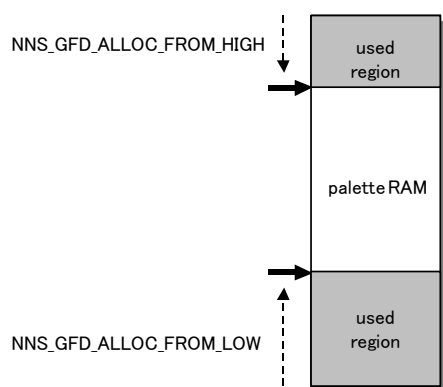 NNS_GFD_ALLOC_FROM_HIGH
used
region
palette RAM
used
region
NNS_GFD_ALLOC_FROM_LOW